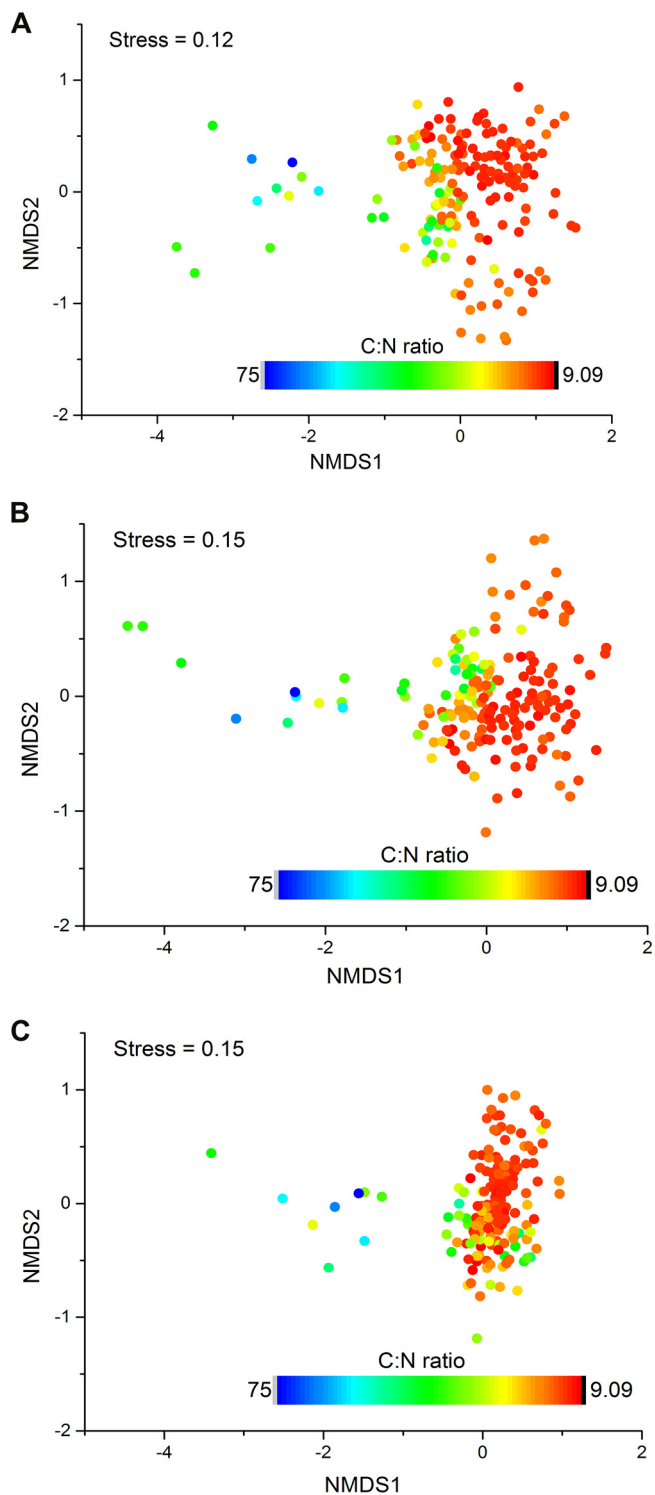 A
Stress = 0.12
1
0
-1
-2
NMDS2
C:N ratio
75
9.09
-4
-2
0
2
NMDS1
B
Stress = 0.15
1
0
-1
-2
NMDS2
C:N ratio
75
9.09
-4
-2
0
2
NMDS1
C
Stress = 0.15
1
0
-1
-2
NMDS2
C:N ratio
75
9.09
-4
-2
0
2
NMDS1